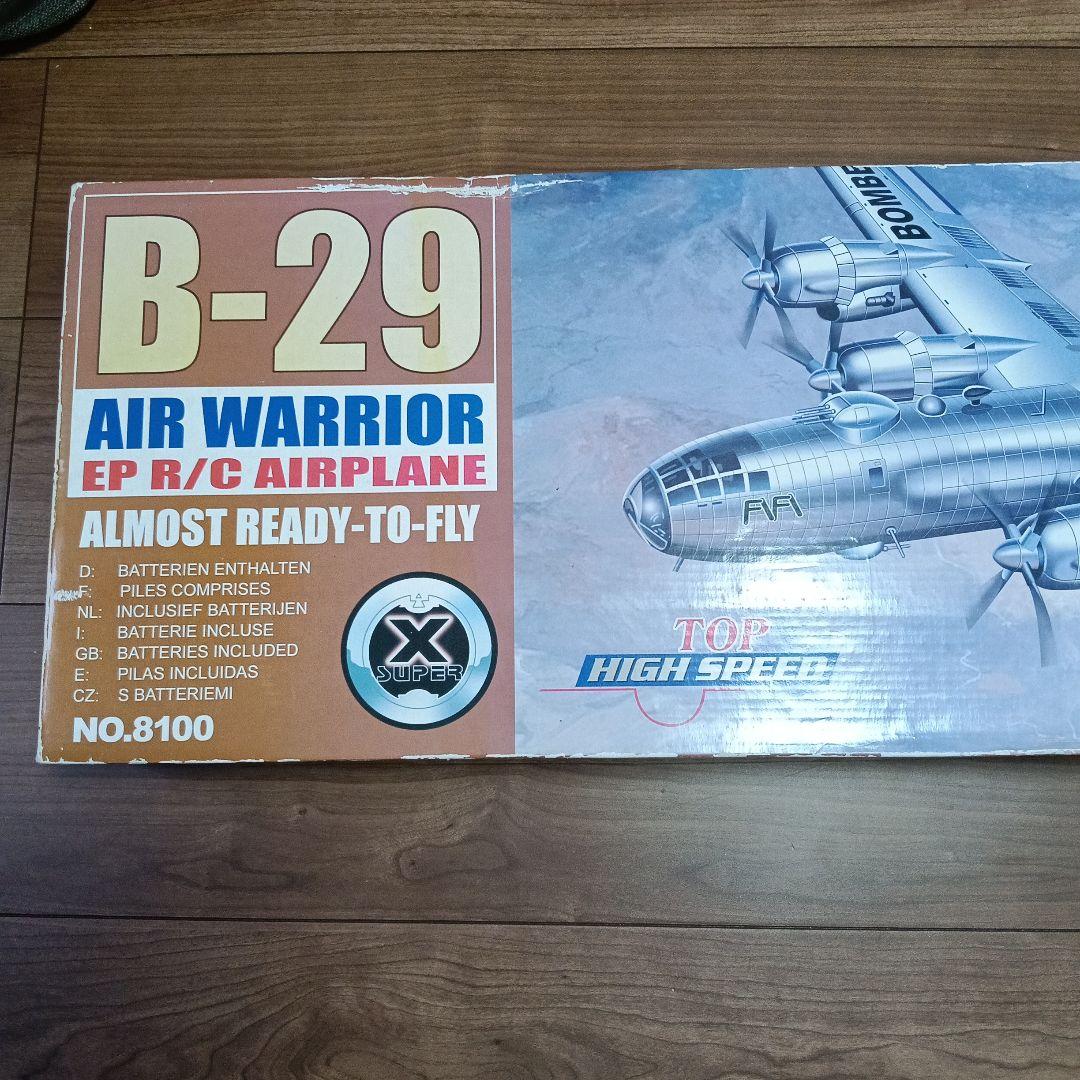 B-29
AIR WARRIOR
EP R/C AIRPLANE
ALMOST READY-TO-FLY
D: BATTERIEN ENTHALTEN
F: PILES COMPRISES
NL: INCLUSIEF BATTERIJEN
I: BATTERIE INCLUSE
GB: BATTERIES INCLUDED
E: PILAS INCLUIDAS
CZ: S BATTERIEMI
NO.8100
X
SUPER
BOMBE
FIFI
TOP
HIGH SPEED